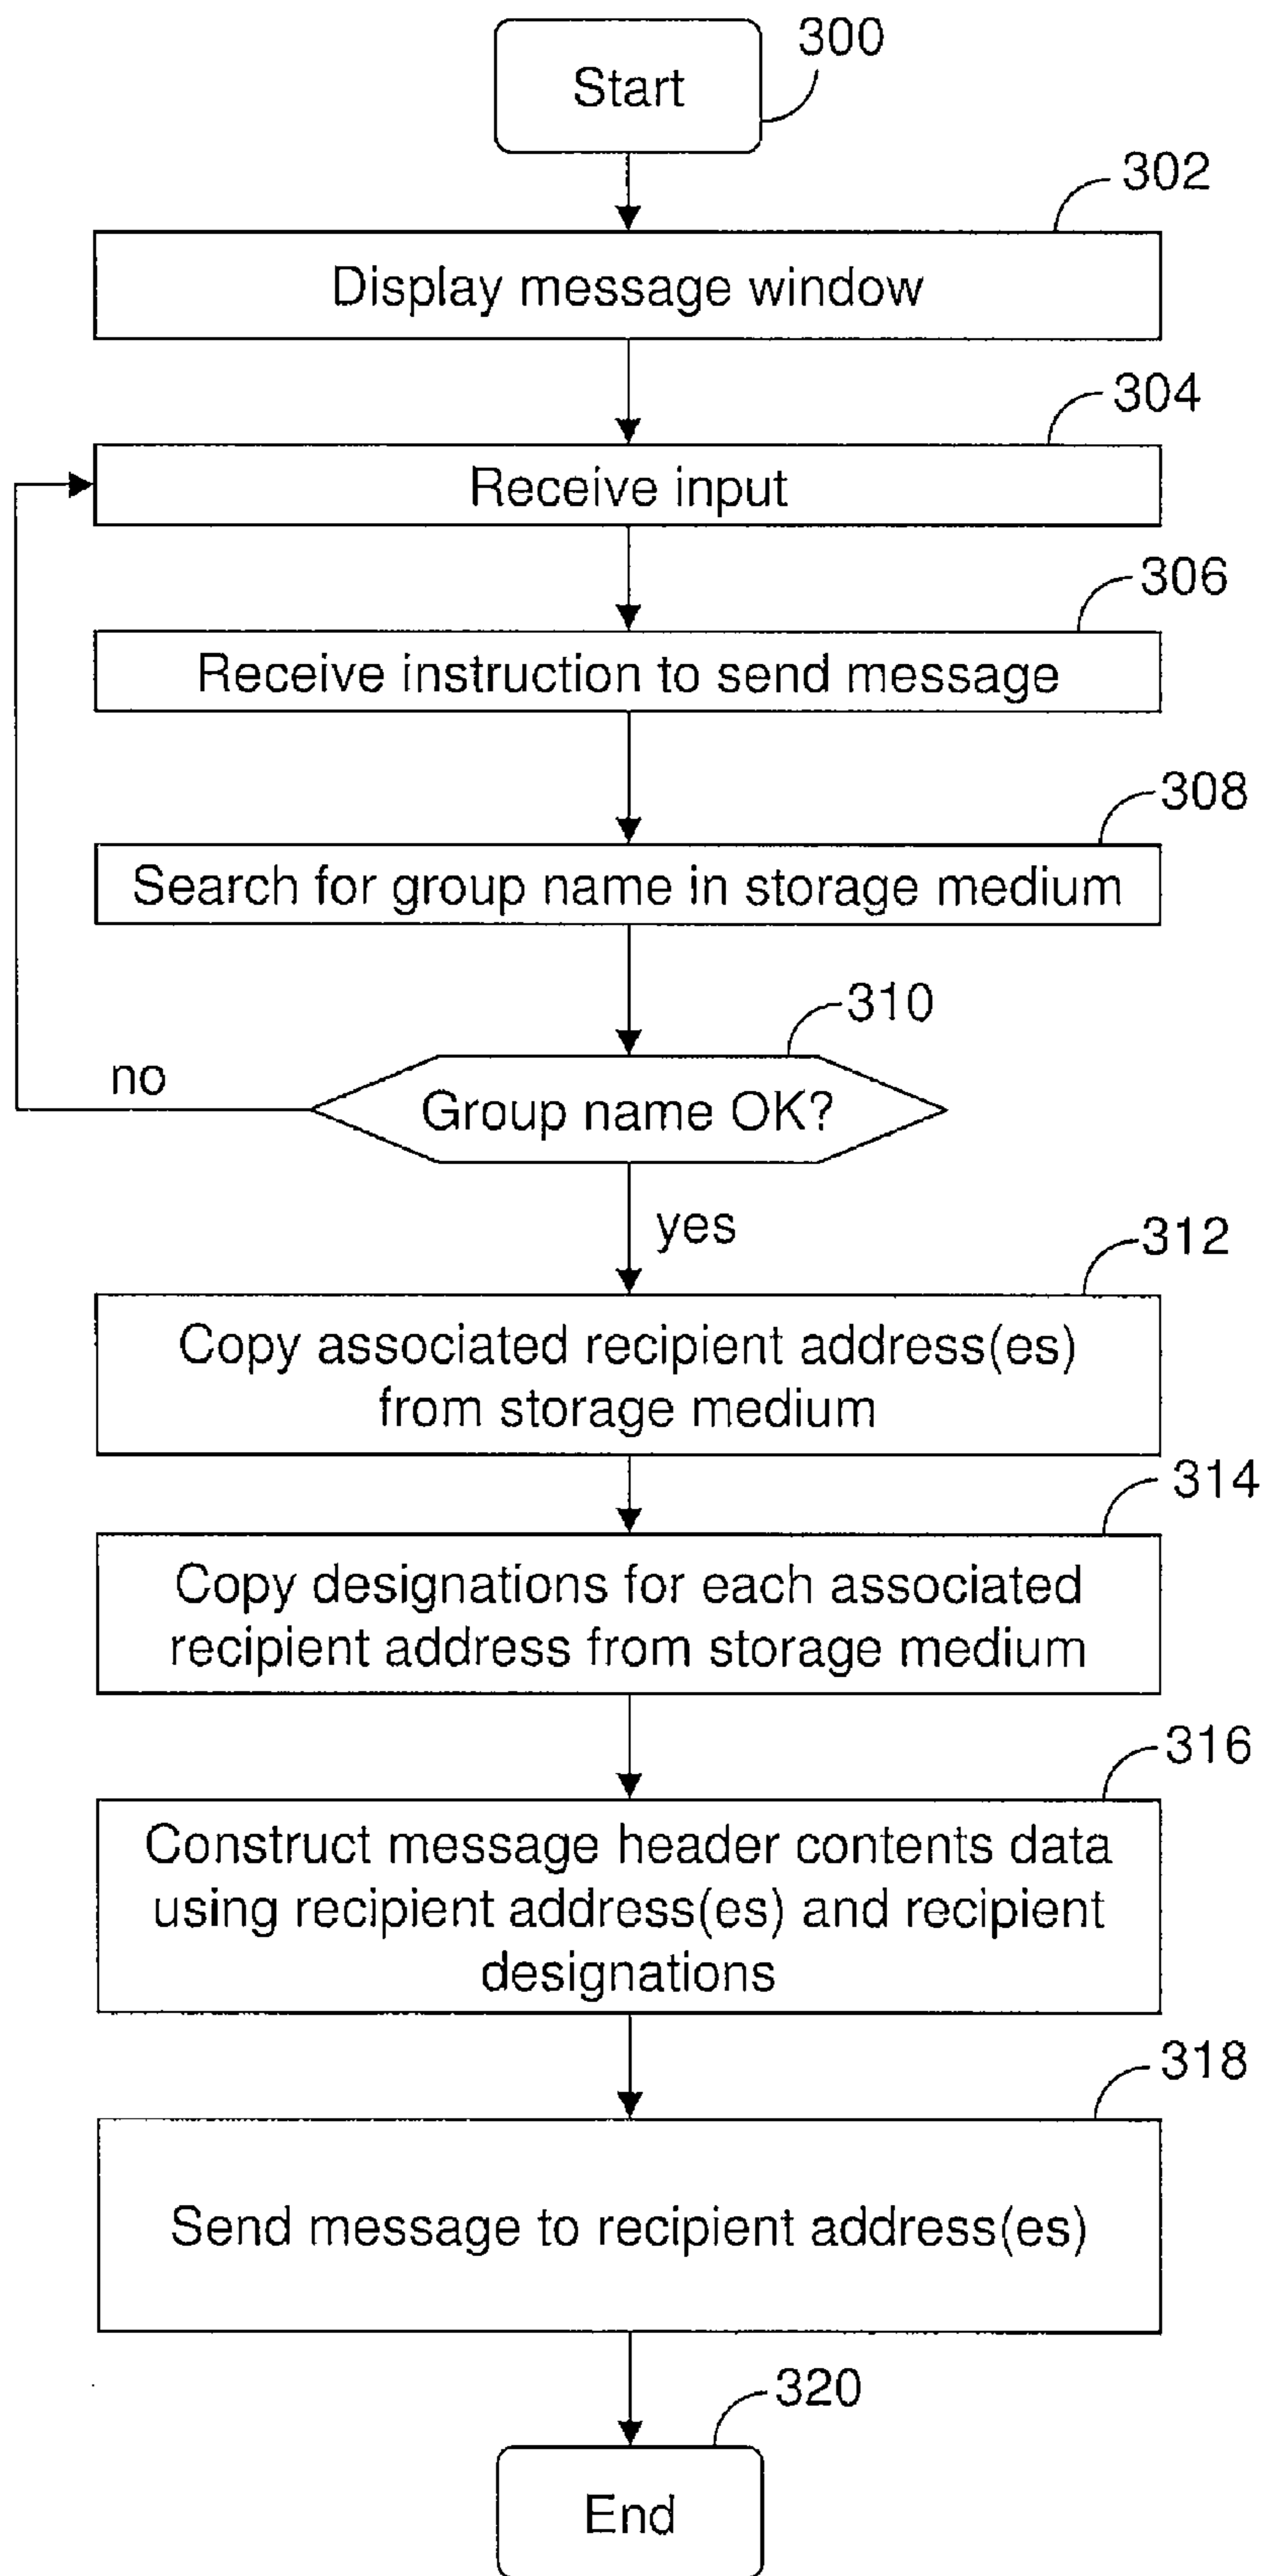 300
Start
302
Display message window
304
Receive input
306
Receive instruction to send message
308
Search for group name in storage medium
310
no
Group name OK?
yes
312
Copy associated recipient address(es)
from storage medium
314
Copy designations for each associated
recipient address from storage medium
316
Construct message header contents data
using recipient address(es) and recipient
designations
318
Send message to recipient address(es)
320
End